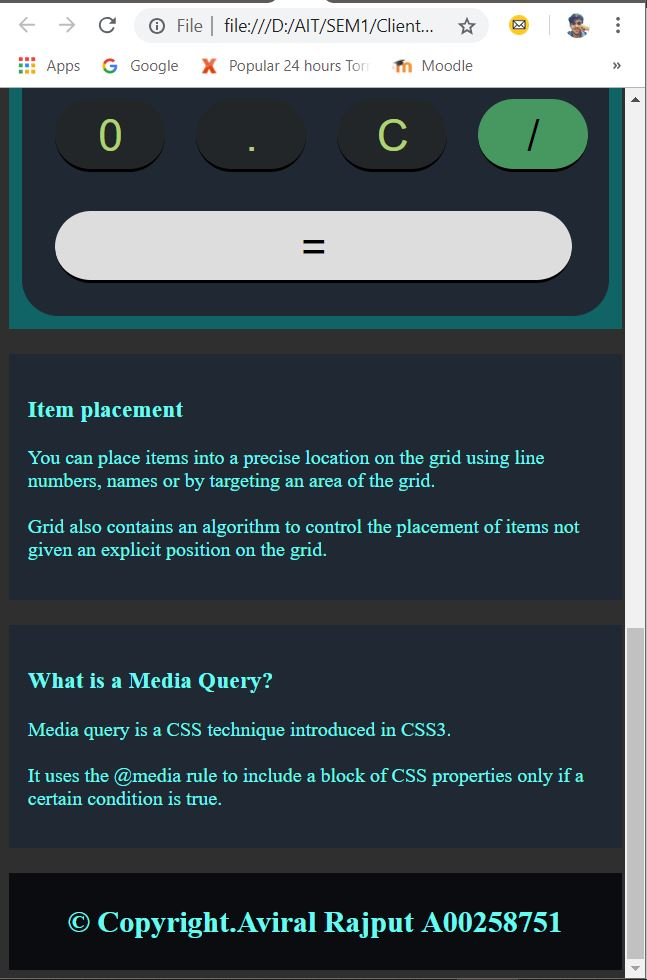 File | file:///D:/AIT/SEM1/Client...
Apps Google Popular 24 hours Torr Moodle »
0 . C /
=
Item placement
You can place items into a precise location on the grid using line
numbers, names or by targeting an area of the grid.
Grid also contains an algorithm to control the placement of items not
given an explicit position on the grid.
What is a Media Query?
Media query is a CSS technique introduced in CSS3.
It uses the @media rule to include a block of CSS properties only if a
certain condition is true.
© Copyright.Aviral Rajput A00258751